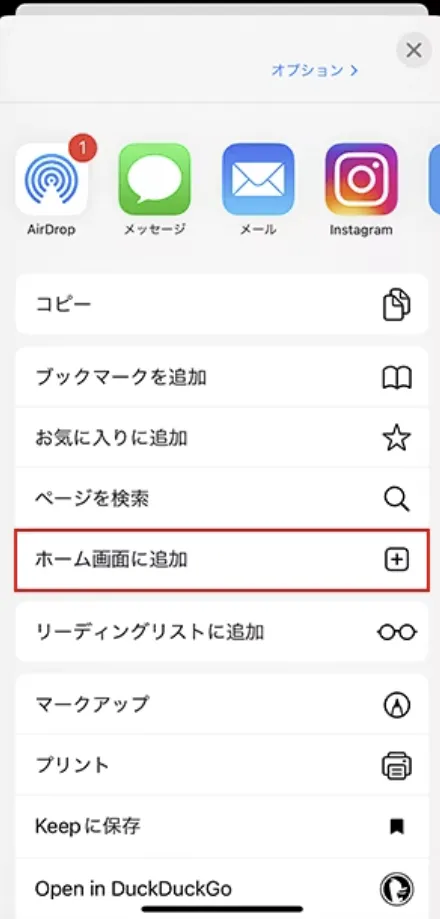 オプション
1
AirDrop
メッセージ
メール
Instagram
コピー
ブックマークを追加
お気に入りに追加
ページを検索
ホーム画面に追加
リーディングリストに追加
マークアップ
プリント
Keepに保存
Open in DuckDuckGo